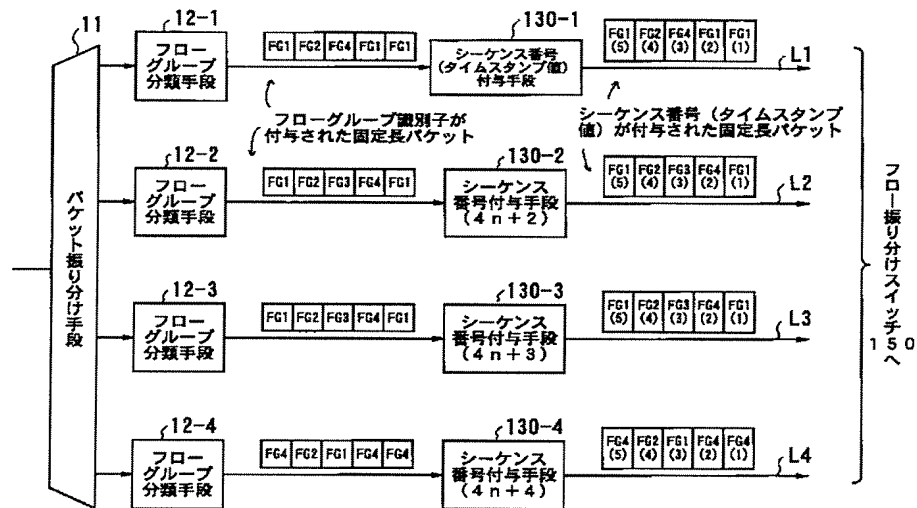 11
パケット振り分け手段
12-1
フロー
グループ
分類手段
FG1 FG2 FG4 FG1 FG1
130-1
シーケンス番号
(タイムスタンプ値)
付与手段
FG1 FG2 FG4 FG1 FG1
(5) (4) (3) (2) (1)
L1
フローグループ識別子が
付与された固定長パケット
シーケンス番号(タイムスタンプ
値)が付与された固定長パケット
12-2
フロー
グループ
分類手段
FG1 FG2 FG3 FG4 FG1
130-2
シーケンス
番号付与手段
(4n+2)
FG1 FG2 FG3 FG4 FG1
(5) (4) (3) (2) (1)
L2
12-3
フロー
グループ
分類手段
FG1 FG2 FG3 FG4 FG1
130-3
シーケンス
番号付与手段
(4n+3)
FG1 FG2 FG3 FG4 FG1
(5) (4) (3) (2) (1)
L3
12-4
フロー
グループ
分類手段
FG4 FG2 FG1 FG4 FG4
130-4
シーケンス
番号付与手段
(4n+4)
FG4 FG2 FG1 FG4 FG4
(5) (4) (3) (2) (1)
L4
フロー振り分けスイッチ150へ